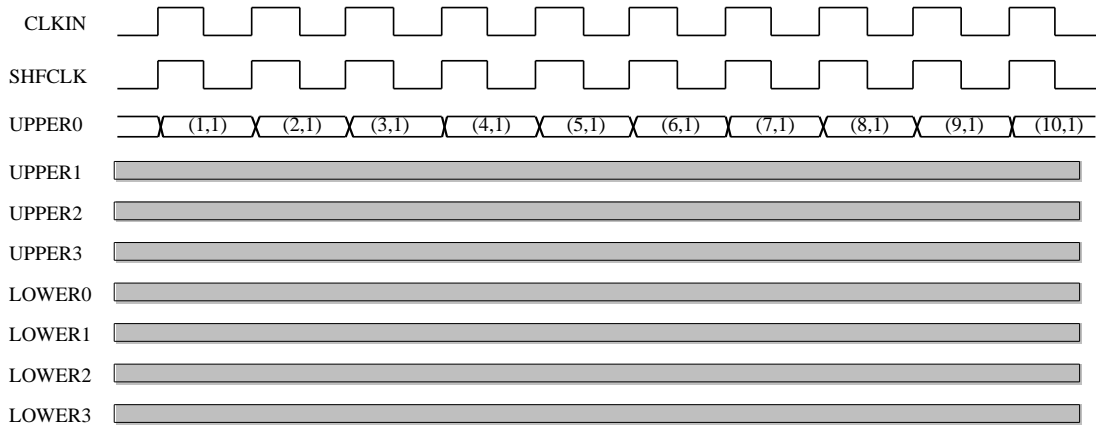 CLKIN
SHFCLK
UPPER0 (1,1) (2,1) (3,1) (4,1) (5,1) (6,1) (7,1) (8,1) (9,1) (10,1)
UPPER1
UPPER2
UPPER3
LOWER0
LOWER1
LOWER2
LOWER3